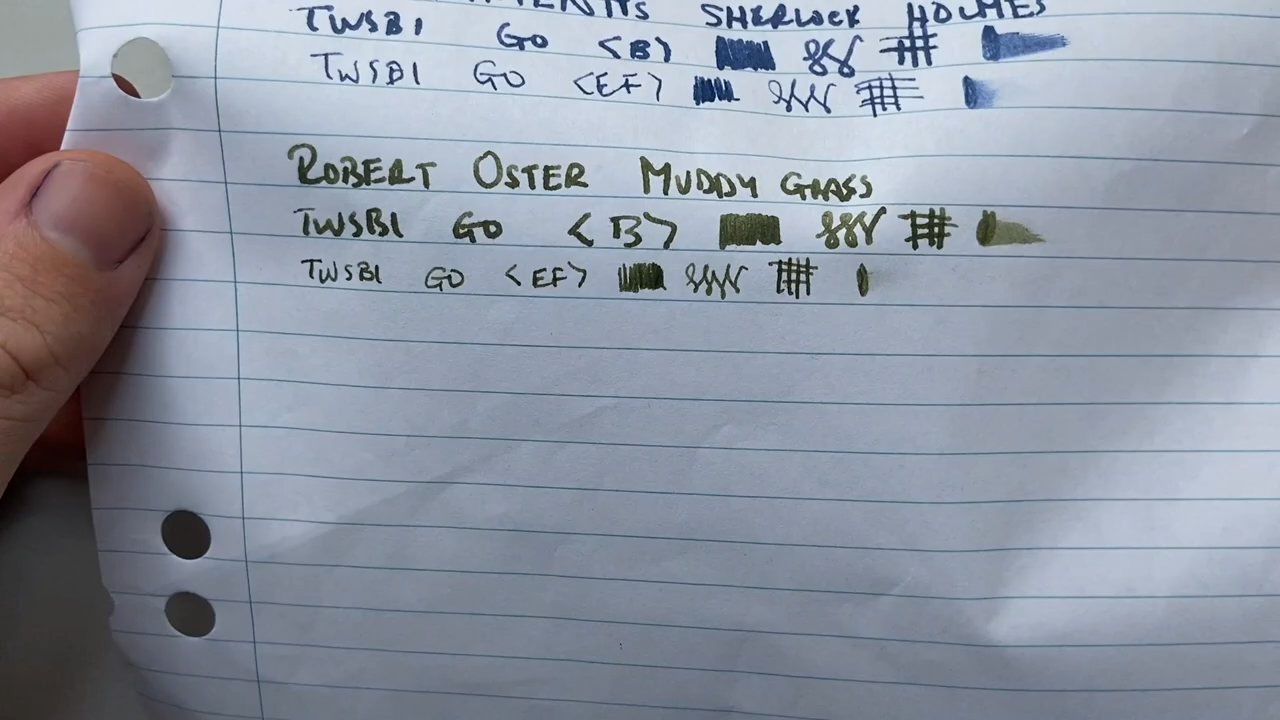 SHERLOCK HOLMES
TWSBI GO <B>
TWSBI GO <EF>
ROBERT OSTER MUDDY GRASS
TWSBI GO <B>
TWSBI GO <EF>